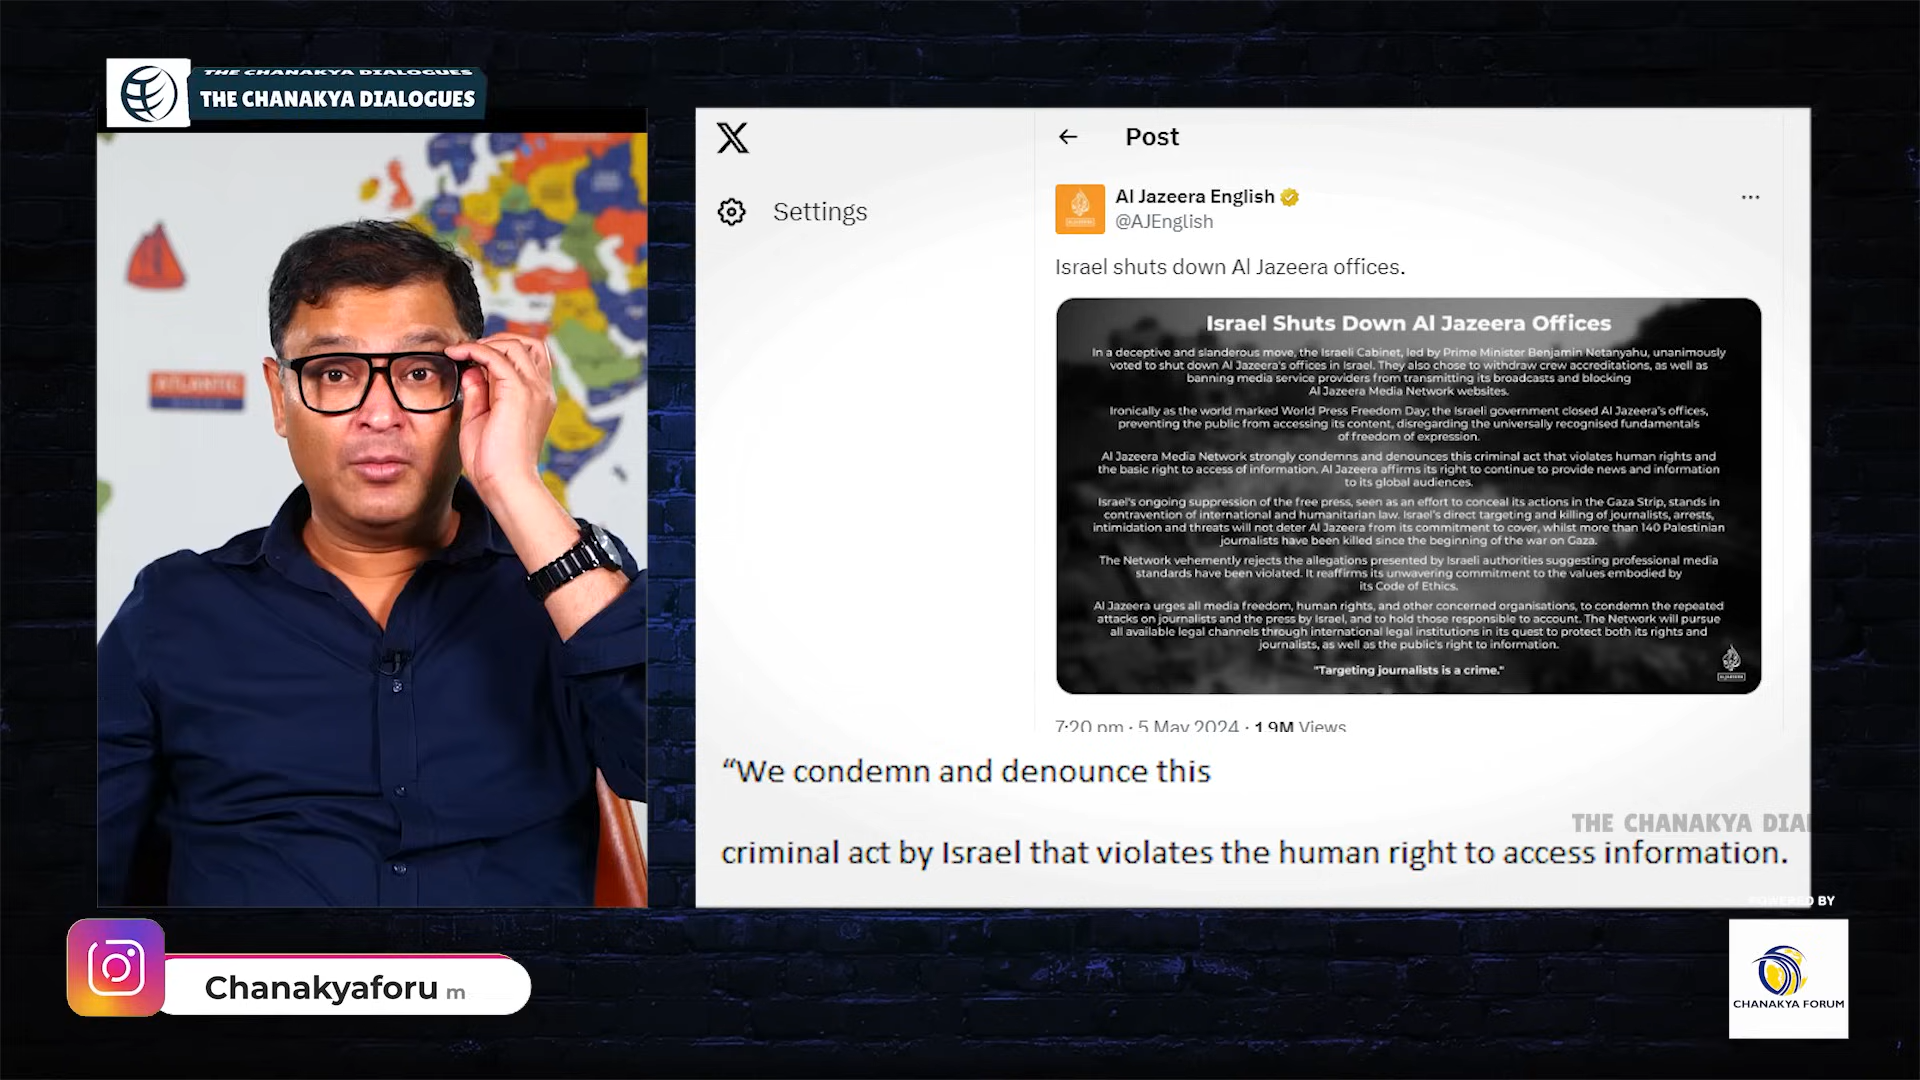 THE CHANAKYA DIALOGUES
THE CHANAKYA DIALOGUES
ATLANTIC
X
Settings
Post
Al Jazeera English
@AJEnglish
Israel shuts down Al Jazeera offices.
Israel Shuts Down Al Jazeera Offices
In a deceptive and slanderous move, the Israeli Cabinet, led by Prime Minister Benjamin Netanyahu, unanimously
voted to shut down Al Jazeera's offices in Israel. They also chose to withdraw crew accreditations, as well as
banning media service providers from transmitting its broadcasts and blocking
Al Jazeera Media Network websites.
Ironically as the world marked World Press Freedom Day; the Israeli government closed Al Jazeera's offices,
preventing the public from accessing its content, disregarding the universally recognised fundamentals
of freedom of expression.
Al Jazeera Media Network strongly condemns and denounces this criminal act that violates human rights and
the basic right to access of information. Al Jazeera affirms its right to continue to provide news and information
to its global audiences.
Israel's ongoing suppression of the free press, seen as an effort to conceal its actions in the Gaza Strip, stands in
contravention of international and humanitarian law. Israel's direct targeting and killing of journalists, arrests,
intimidation and threats will not deter Al Jazeera from its commitment to cover, whilst more than 140 Palestinian
journalists have been killed since the beginning of the war on Gaza.
The Network vehemently rejects the allegations presented by Israeli authorities suggesting professional media
standards have been violated. It reaffirms its unwavering commitment to the values embodied by
its Code of Ethics.
Al Jazeera urges all media freedom, human rights, and other concerned organisations, to condemn the repeated
attacks on journalists and the press by Israel, and to hold those responsible to account. The Network will pursue
all available legal channels through international legal institutions in its quest to protect both its rights and
journalists, as well as the public's right to information.
"Targeting journalists is a crime."
7:20 pm · 5 May 2024 · 1.9M Views
“We condemn and denounce this
THE CHANAKYA DIA
criminal act by Israel that violates the human right to access information.
POWERED BY
Chanakyaforum
CHANAKYA FORUM